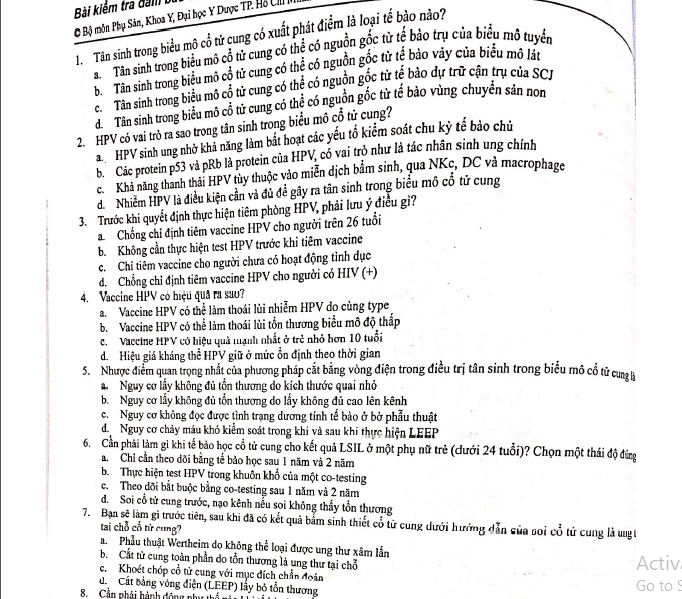 Bài kiểm tra
© Bộ môn Phụ Sản, Khoa Y, Đại học Y Dược TP. Hồ Chí
1. Tân sinh trong biểu mô cổ tử cung có xuất phát điểm là loại tế bào nào?
a. Tân sinh trong biểu mô cổ tử cung có thể có nguồn gốc từ tế bào trụ của biểu mô tuyến
b. Tân sinh trong biểu mô cổ tử cung có thể có nguồn gốc từ tế bào vảy của biểu mô lát
c. Tân sinh trong biểu mô cổ tử cung có thể có nguồn gốc từ tế bào dự trữ cận trụ của SCJ
d. Tân sinh trong biểu mô cổ tử cung có thể có nguồn gốc từ tế bào vùng chuyển sản non
2. HPV có vai trò ra sao trong tân sinh trong biểu mô cổ tử cung?
a. HPV sinh ung nhờ khả năng làm bất hoạt các yếu tố kiểm soát chu kỳ tế bào chủ
b. Các protein p53 và pRb là protein của HPV, có vai trò như là tác nhân sinh ung chính
c. Khả năng thanh thải HPV tùy thuộc vào miễn dịch bẩm sinh, qua NKc, DC và macrophage
d. Nhiễm HPV là điều kiện cần và đủ để gây ra tân sinh trong biểu mô cổ tử cung
3. Trước khi quyết định thực hiện tiêm phòng HPV, phải lưu ý điều gì?
a. Chống chỉ định tiêm vaccine HPV cho người trên 26 tuổi
b. Không cần thực hiện test HPV trước khi tiêm vaccine
c. Chỉ tiêm vaccine cho người chưa có hoạt động tình dục
d. Chống chỉ định tiêm vaccine HPV cho người có HIV (+)
4. Vaccine HPV có hiệu quả ra sao?
a. Vaccine HPV có thể làm thoái lùi nhiễm HPV do cùng type
b. Vaccine HPV có thể làm thoái lùi tổn thương biểu mô độ thấp
c. Vaccine HPV có hiệu quả mạnh nhất ở trẻ nhỏ hơn 10 tuổi
d. Hiệu giá kháng thể HPV giữ ở mức ổn định theo thời gian
5. Nhược điểm quan trọng nhất của phương pháp cắt bằng vòng điện trong điều trị tân sinh trong biểu mô cổ tử cung là
a. Nguy cơ lấy không đủ tổn thương do kích thước quai nhỏ
b. Nguy cơ lấy không đủ tổn thương do lấy không đủ cao lên kênh
c. Nguy cơ không đọc được tình trạng dương tính tế bào ở bờ phẫu thuật
d. Nguy cơ chảy máu khó kiểm soát trong khi và sau khi thực hiện LEEP
6. Cần phải làm gì khi tế bào học cổ tử cung cho kết quả LSIL ở một phụ nữ trẻ (dưới 24 tuổi)? Chọn một thái độ đúng
a. Chỉ cần theo dõi bằng tế bào học sau 1 năm và 2 năm
b. Thực hiện test HPV trong khuôn khổ của một co-testing
c. Theo dõi bắt buộc bằng co-testing sau 1 năm và 2 năm
d. Soi cổ tử cung trước, nạo kênh nếu soi không thấy tổn thương
7. Bạn sẽ làm gì trước tiên, sau khi đã có kết quả bấm sinh thiết cổ tử cung dưới hướng dẫn của soi cổ tử cung là ung
tại chỗ cổ tử cung?
a. Phẫu thuật Wertheim do không thể loại được ung thư xâm lấn
b. Cắt tử cung toàn phần do tổn thương là ung thư tại chỗ
c. Khoét chóp cổ tử cung với mục đích chẩn đoán
d. Cắt bằng vòng điện (LEEP) lấy bỏ tổn thương
8. Cần phải hành động như thế
Activ
Go to S